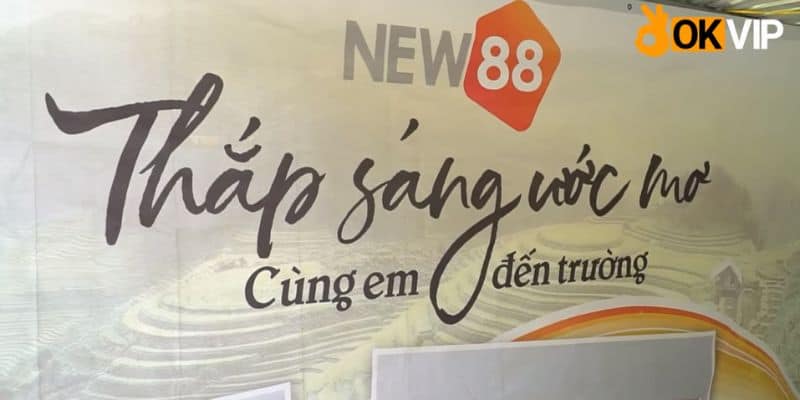 OKVIP
NEW88
Thắp sáng ước mơ
Cùng em đến trường